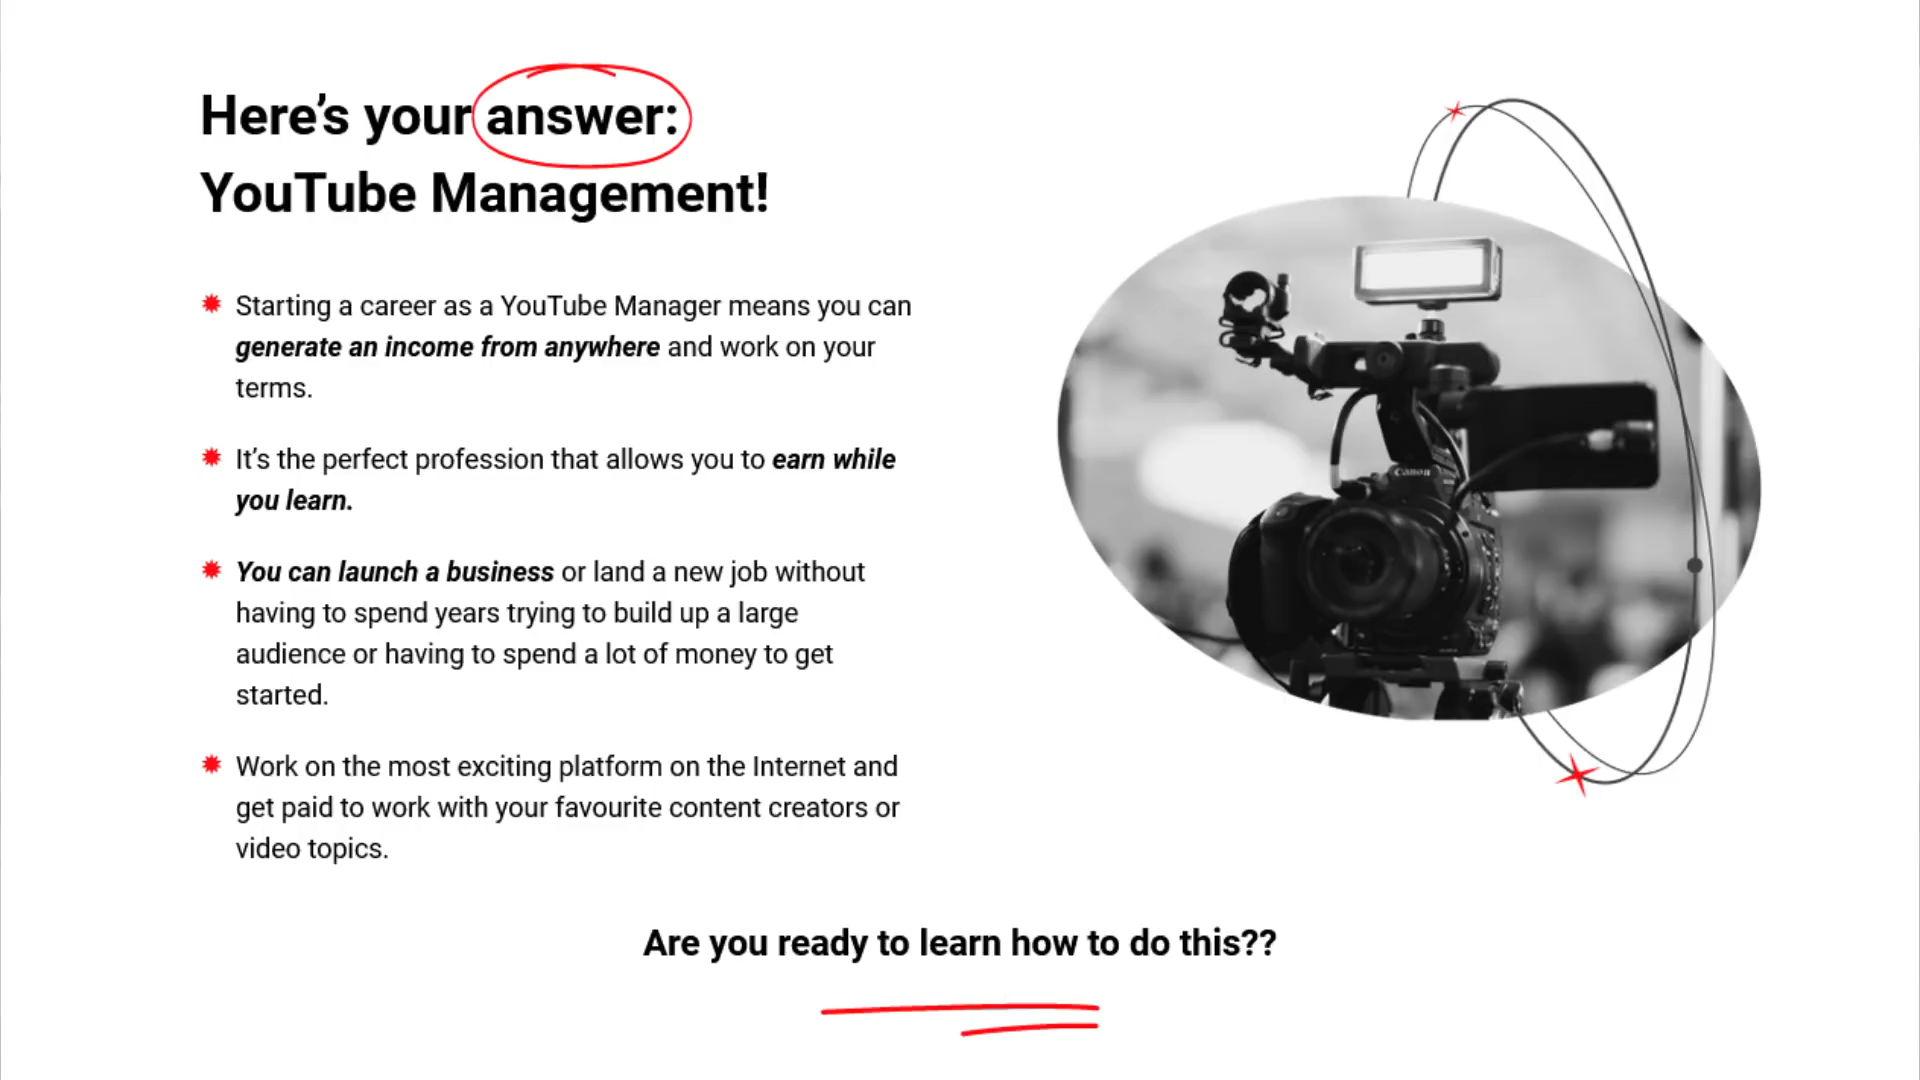 Here’s your answer:
YouTube Management!
Starting a career as a YouTube Manager means you can
generate an income from anywhere and work on your
terms.
It’s the perfect profession that allows you to earn while
you learn.
You can launch a business or land a new job without
having to spend years trying to build up a large
audience or having to spend a lot of money to get
started.
Work on the most exciting platform on the Internet and
get paid to work with your favourite content creators or
video topics.
Canon
Are you ready to learn how to do this??